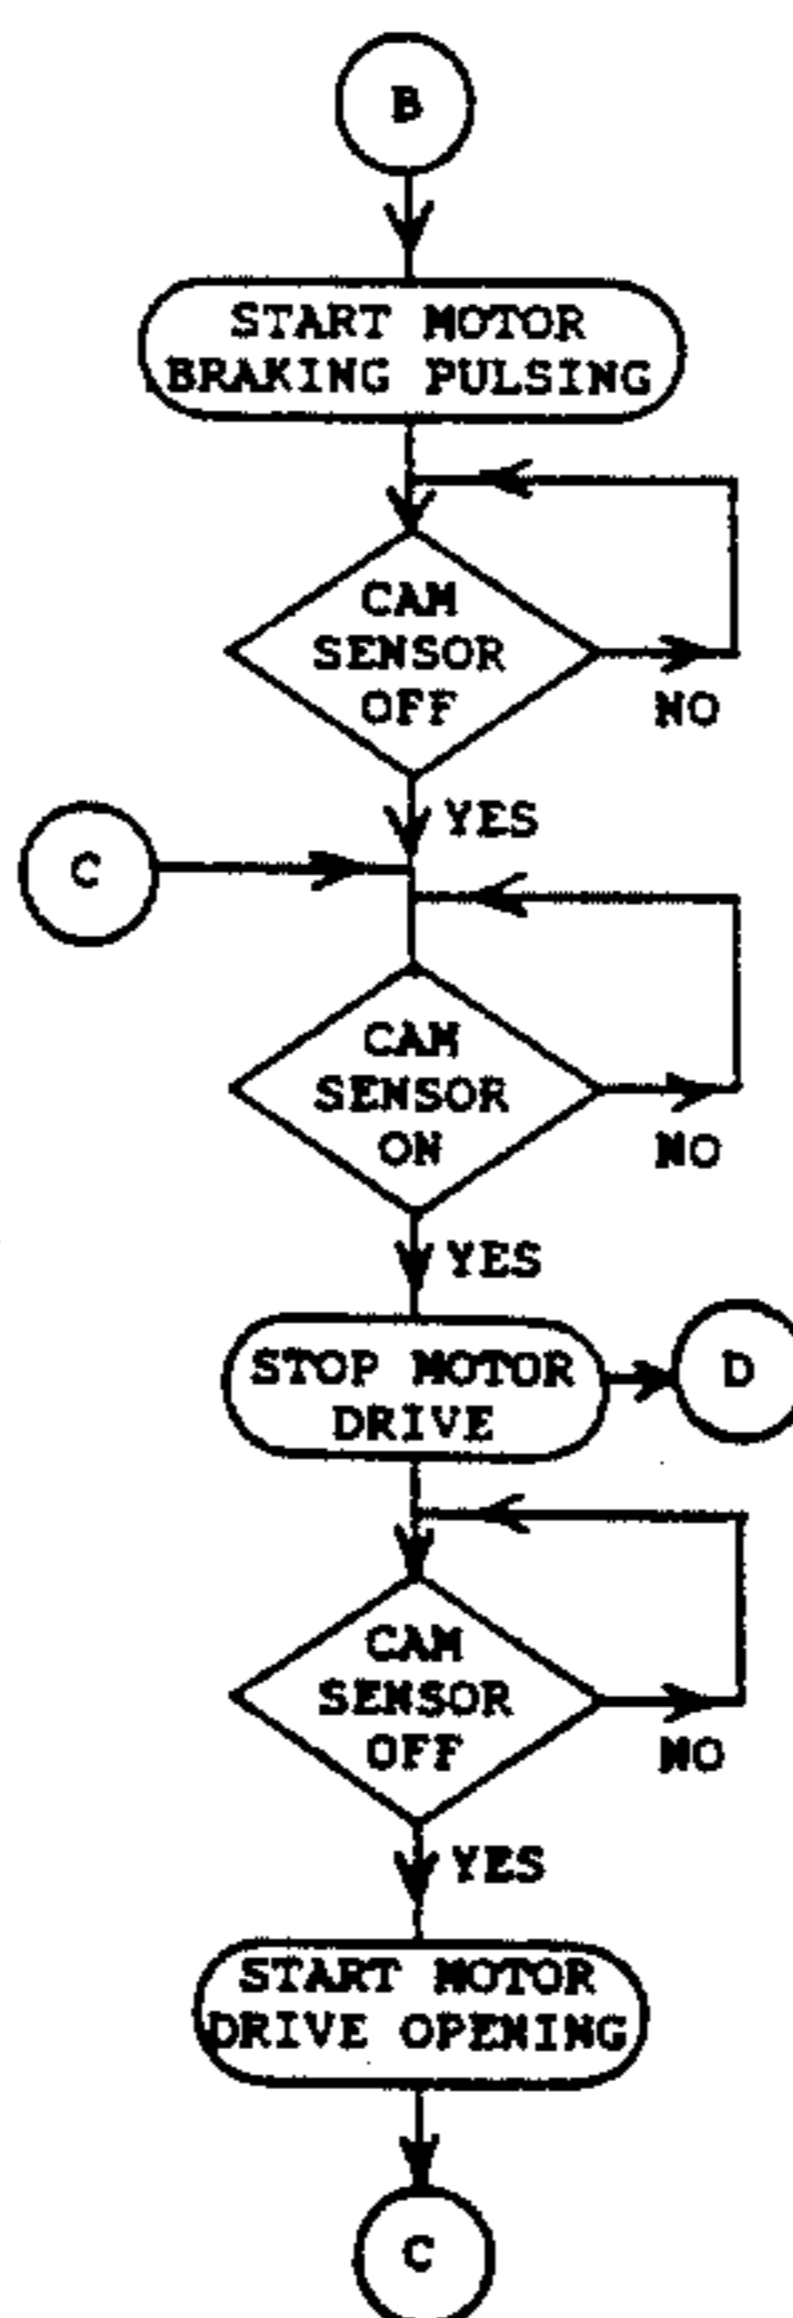 B
START MOTOR
BRAKING PULSING
CAM
SENSOR
OFF
NO
YES
C
CAM
SENSOR
ON
NO
YES
STOP MOTOR
DRIVE
D
CAM
SENSOR
OFF
NO
YES
START MOTOR
DRIVE OPENING
C